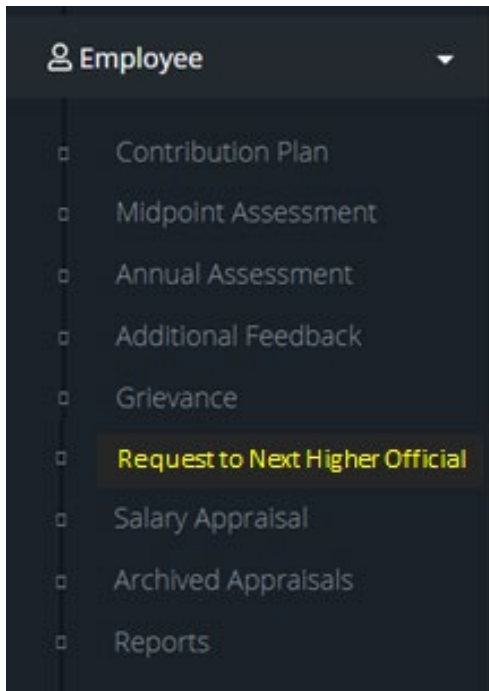 Employee
Contribution Plan
Midpoint Assessment
Annual Assessment
Additional Feedback
Grievance
Request to Next Higher Official
Salary Appraisal
Archived Appraisals
Reports